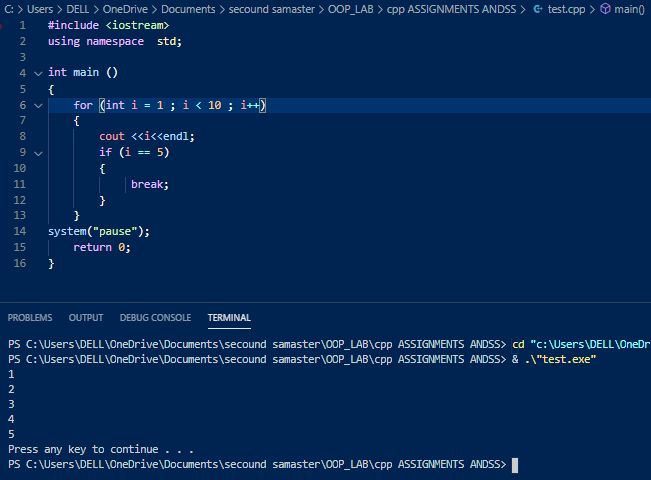 C: > Users > DELL > OneDrive > Documents > secound samaster > OOP_LAB > cpp ASSIGNMENTS ANDSS > test.cpp > main()
1 #include <iostream>
2 using namespace  std;
3
4 int main ()
5 {
6     for (int i = 1 ; i < 10 ; i++)
7     {
8         cout <<i<<endl;
9         if (i == 5)
10         {
11             break;
12         }
13     }
14 system("pause");
15     return 0;
16 }
PROBLEMS OUTPUT DEBUG CONSOLE TERMINAL
PS C:\Users\DELL\OneDrive\Documents\secound samaster\OOP_LAB\cpp ASSIGNMENTS ANDSS> cd "c:\Users\DELL\OneDr
PS C:\Users\DELL\OneDrive\Documents\secound samaster\OOP_LAB\cpp ASSIGNMENTS ANDSS> & .\"test.exe"
1
2
3
4
5
Press any key to continue . . .
PS C:\Users\DELL\OneDrive\Documents\secound samaster\OOP_LAB\cpp ASSIGNMENTS ANDSS>